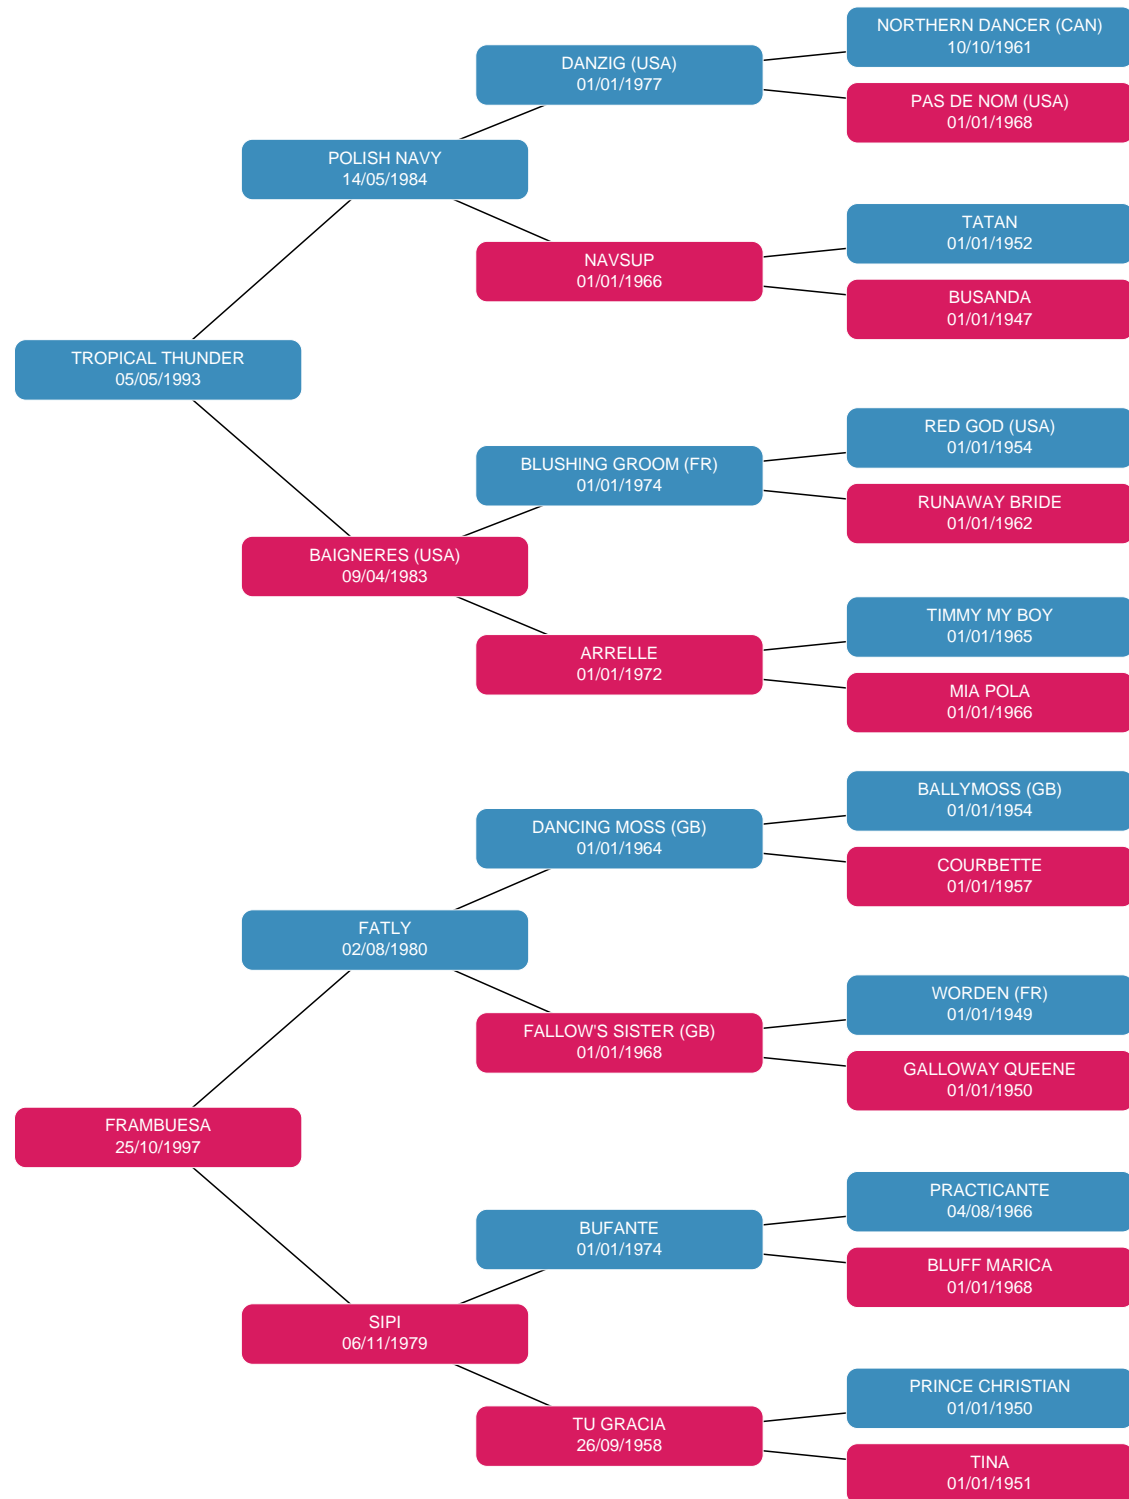 NORTHERN DANCER (CAN)
10/10/1961
DANZIG (USA)
01/01/1977
PAS DE NOM (USA)
01/01/1968
POLISH NAVY
14/05/1984
TATAN
01/01/1952
NAVSUP
01/01/1966
BUSANDA
01/01/1947
TROPICAL THUNDER
05/05/1993
RED GOD (USA)
01/01/1954
BLUSHING GROOM (FR)
01/01/1974
RUNAWAY BRIDE
01/01/1962
BAIGNERES (USA)
09/04/1983
TIMMY MY BOY
01/01/1965
ARRELLE
01/01/1972
MIA POLA
01/01/1966
BALLYMOSS (GB)
01/01/1954
DANCING MOSS (GB)
01/01/1964
COURBETTE
01/01/1957
FATLY
02/08/1980
WORDEN (FR)
01/01/1949
FALLOW'S SISTER (GB)
01/01/1968
GALLOWAY QUEENE
01/01/1950
FRAMBUESA
25/10/1997
PRACTICANTE
04/08/1966
BUFANTE
01/01/1974
BLUFF MARICA
01/01/1968
SIPI
06/11/1979
PRINCE CHRISTIAN
01/01/1950
TU GRACIA
26/09/1958
TINA
01/01/1951